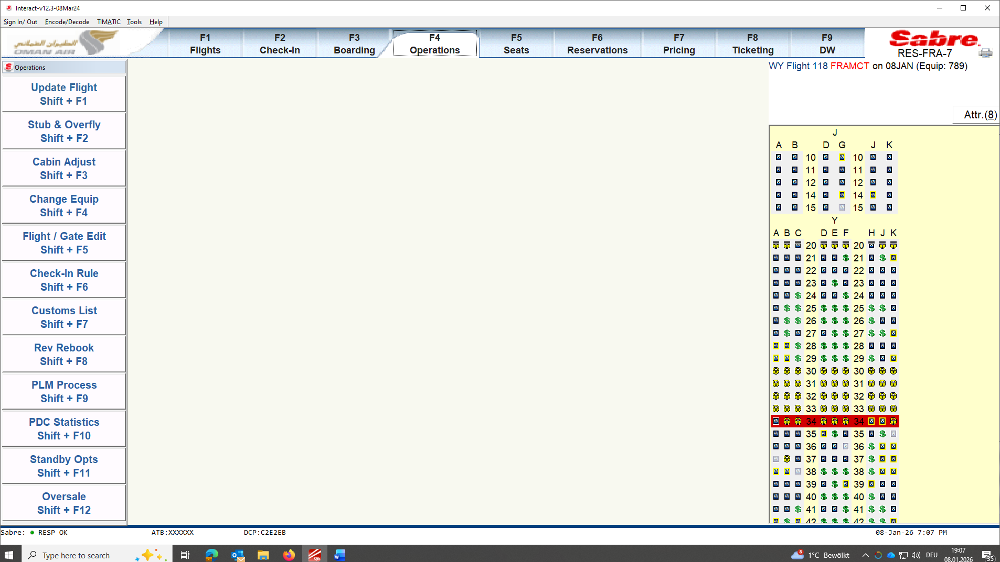 Interact-v12.3-08Mar24
Sign In/ Out Encode/Decode TIMATIC Tools Help
الطيران العماني
OMAN AIR
F1 Flights
F2 Check-In
F3 Boarding
F4 Operations
F5 Seats
F6 Reservations
F7 Pricing
F8 Ticketing
F9 DW
Sabre.
RES-FRA-7
WY Flight 118 FRAMCT on 08JAN (Equip: 789)
Attr.(8)
Operations
Update Flight
Shift + F1
Stub & Overfly
Shift + F2
Cabin Adjust
Shift + F3
Change Equip
Shift + F4
Flight / Gate Edit
Shift + F5
Check-In Rule
Shift + F6
Customs List
Shift + F7
Rev Rebook
Shift + F8
PLM Process
Shift + F9
PDC Statistics
Shift + F10
Standby Opts
Shift + F11
Oversale
Shift + F12
J
A B D G J K
10 10
11 11
12 12
14 14
15 15
Y
A B C D E F H J K
20 20
21 $ 21 $
22 22
23 $ 23
$ 24 $ 24
$ $ 25 $ $ $ 25 $ $
$ $ 26 $ $ $ 26 $
$ 27 $ $ 27 $ $
$ 28 $ $ $ 28
$ 29 $ $ $ 29 $
30 30
31 31
32 32
33 33
34 34
35 $ 35 $
36 36 $
37 37 $
38 $ $ $ 38 $
39 $ 39
40 $ $ $ 40 $
$ 41 $ 41 $ $
$ 42 $ $ $ 42 $ $
Sabre: RESP OK ATB:XXXXXX DCP:C2E2EB 08-Jan-26 7:07 PM
Type here to search
Qik
W
8
1°C Bewölkt
DEU
19:07
08.01.2026
35